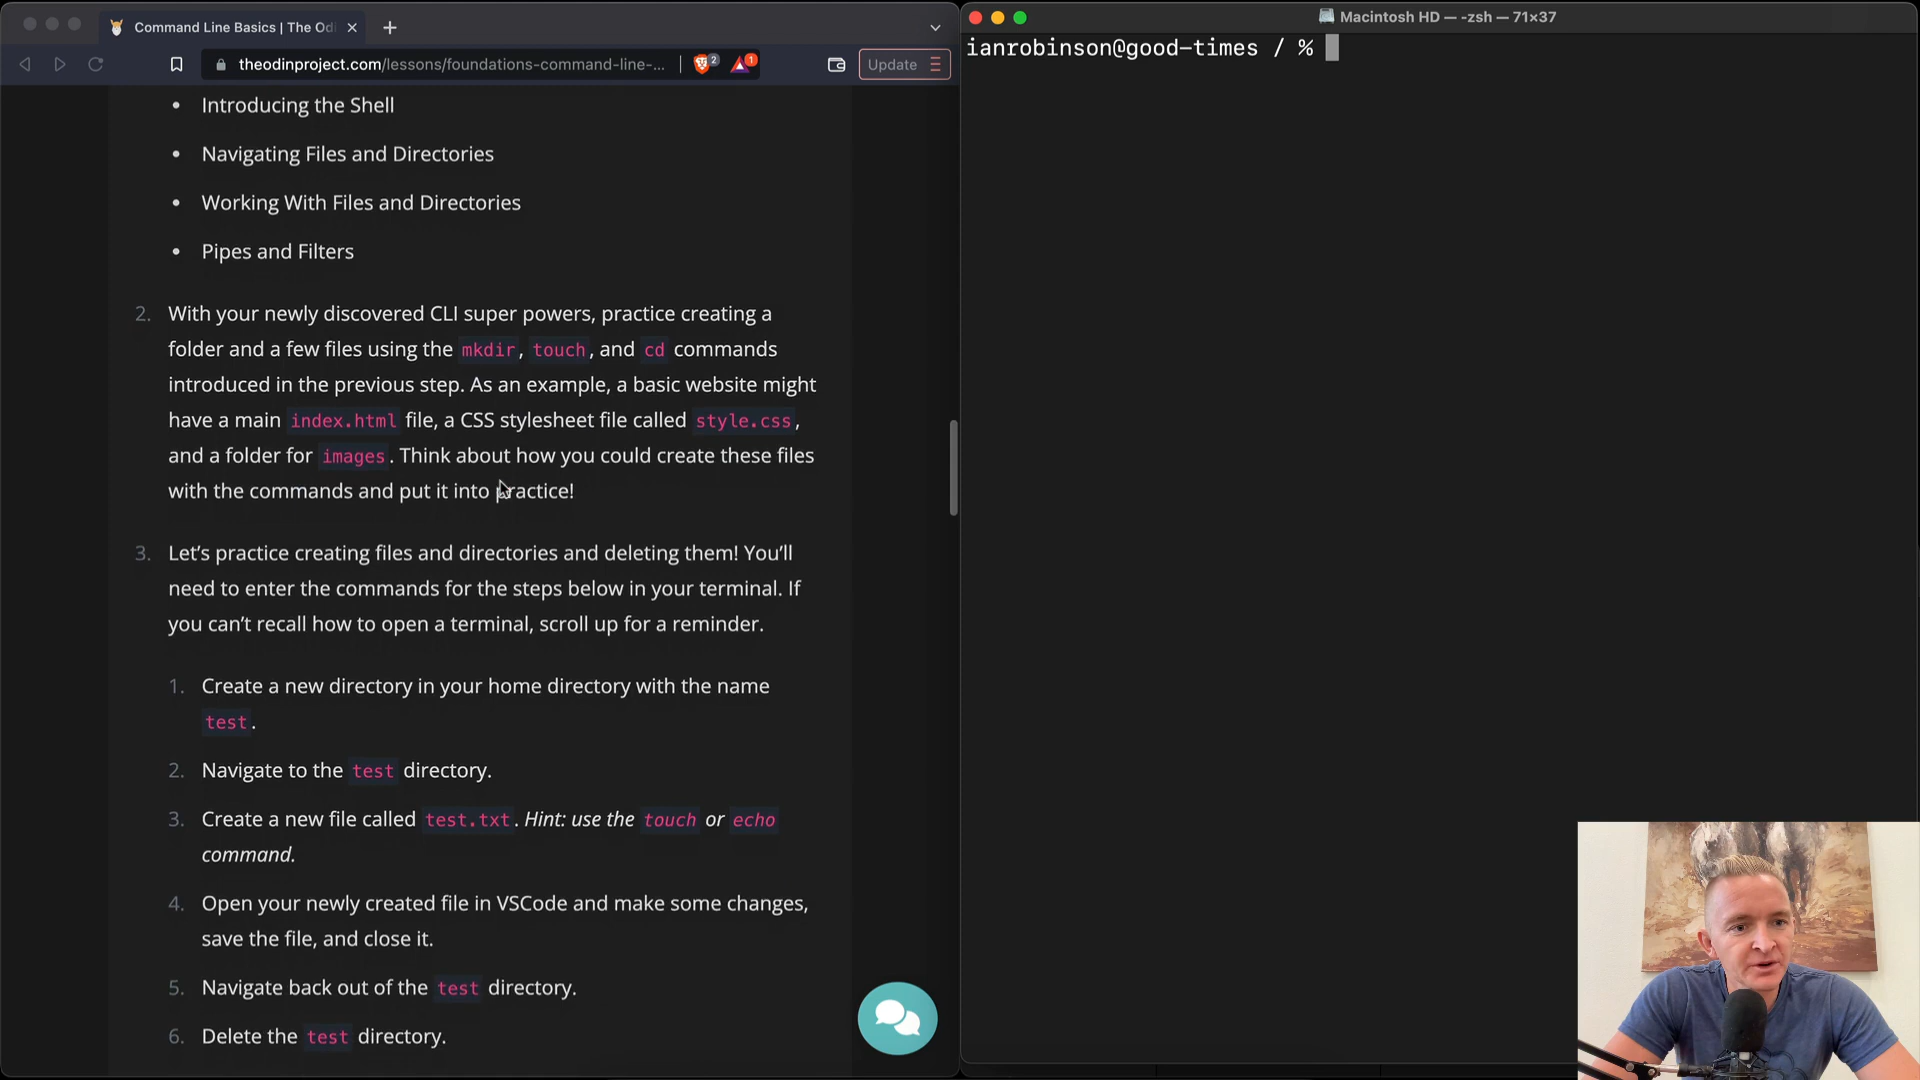 Command Line Basics | The Odi
theodinproject.com/lessons/foundations-command-line-...
2
1
Update
Introducing the Shell
Navigating Files and Directories
Working With Files and Directories
Pipes and Filters
2. With your newly discovered CLI super powers, practice creating a
folder and a few files using the mkdir, touch, and cd commands
introduced in the previous step. As an example, a basic website might
have a main index.html file, a CSS stylesheet file called style.css,
and a folder for images. Think about how you could create these files
with the commands and put it into practice!
3. Let's practice creating files and directories and deleting them! You'll
need to enter the commands for the steps below in your terminal. If
you can't recall how to open a terminal, scroll up for a reminder.
1. Create a new directory in your home directory with the name
test.
2. Navigate to the test directory.
3. Create a new file called test.txt. Hint: use the touch or echo
command.
4. Open your newly created file in VSCode and make some changes,
save the file, and close it.
5. Navigate back out of the test directory.
6. Delete the test directory.
Macintosh HD — -zsh — 71×37
ianrobinson@good-times / %